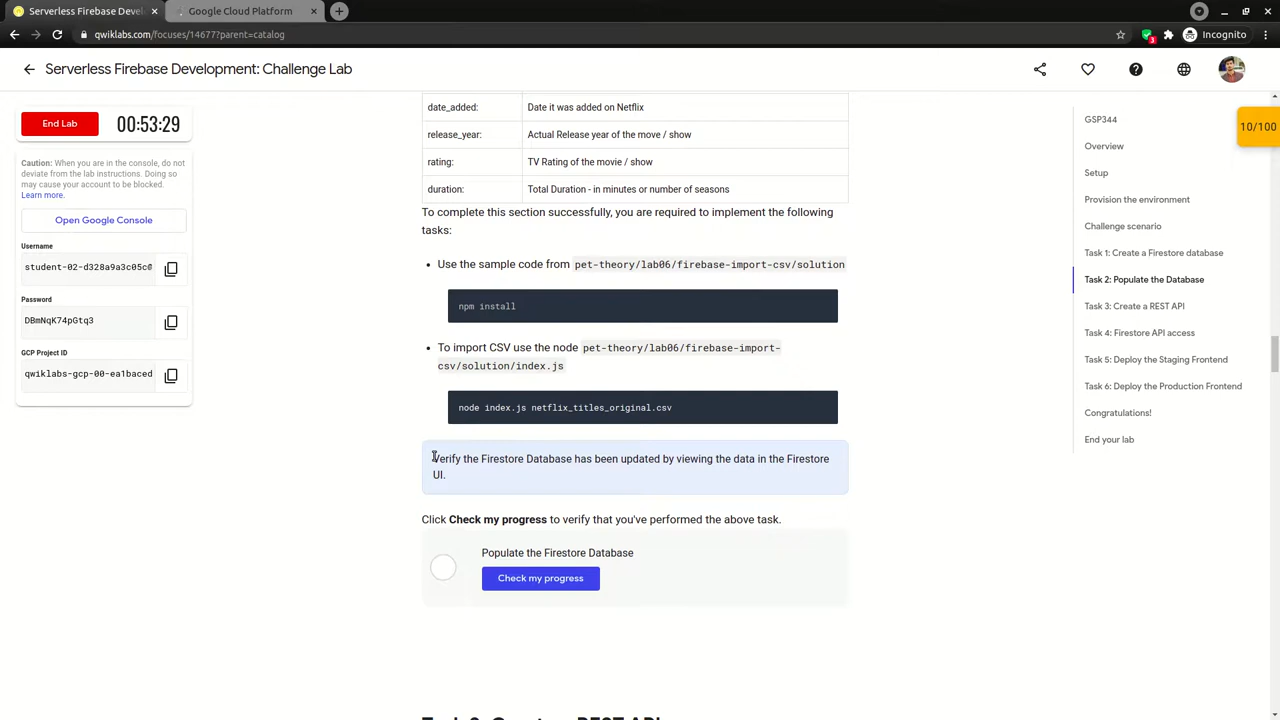 Serverless Firebase Develop
Google Cloud Platform
qwiklabs.com/focuses/14677?parent=catalog
3
Incognito
Serverless Firebase Development: Challenge Lab
End Lab
00:53:29
Caution: When you are in the console, do not
deviate from the lab instructions. Doing so
may cause your account to be blocked.
Learn more.
Open Google Console
Username
student-02-d328a9a3c05c@
Password
DBmNqK74pGtq3
GCP Project ID
qwiklabs-gcp-00-ea1baced
date_added: Date it was added on Netflix
release_year: Actual Release year of the move / show
rating: TV Rating of the movie / show
duration: Total Duration - in minutes or number of seasons
To complete this section successfully, you are required to implement the following
tasks:
• Use the sample code from pet-theory/lab06/firebase-import-csv/solution
npm install
• To import CSV use the node pet-theory/lab06/firebase-import-
csv/solution/index.js
node index.js netflix_titles_original.csv
Verify the Firestore Database has been updated by viewing the data in the Firestore
UI.
Click Check my progress to verify that you've performed the above task.
Populate the Firestore Database
Check my progress
GSP344
Overview
Setup
Provision the environment
Challenge scenario
Task 1: Create a Firestore database
Task 2: Populate the Database
Task 3: Create a REST API
Task 4: Firestore API access
Task 5: Deploy the Staging Frontend
Task 6: Deploy the Production Frontend
Congratulations!
End your lab
10/100